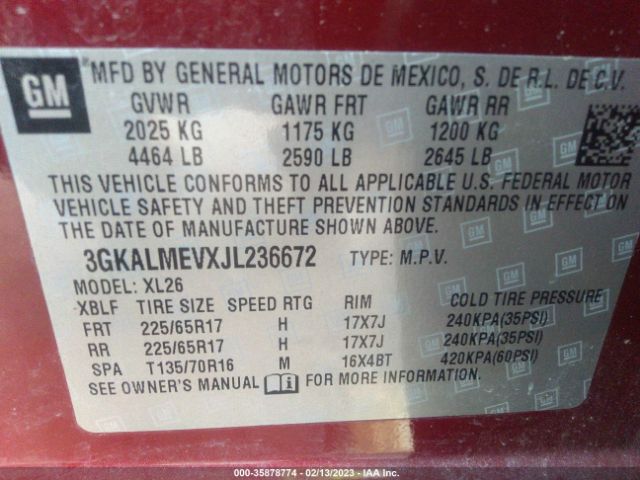 GM
MFD BY GENERAL MOTORS DE MEXICO, S. DE R.L. DE C.V.
GVWR GAWR FRT GAWR RR
2025 KG 1175 KG 1200 KG
4464 LB 2590 LB 2645 LB
THIS VEHICLE CONFORMS TO ALL APPLICABLE U.S. FEDERAL MOTOR
VEHICLE SAFETY AND THEFT PREVENTION STANDARDS IN EFFECT ON
THE DATE OF MANUFACTURE SHOWN ABOVE.
3GKALMEVXJL236672 TYPE: M.P.V.
MODEL: XL26
XBLF TIRE SIZE SPEED RTG RIM COLD TIRE PRESSURE
FRT 225/65R17 H 17X7J 240KPA(35PSI)
RR 225/65R17 H 17X7J 240KPA(35PSI)
SPA T135/70R16 M 16X4BT 420KPA(60PSI)
SEE OWNER'S MANUAL FOR MORE INFORMATION.
000-35878774 - 02/13/2023 - IAA Inc.